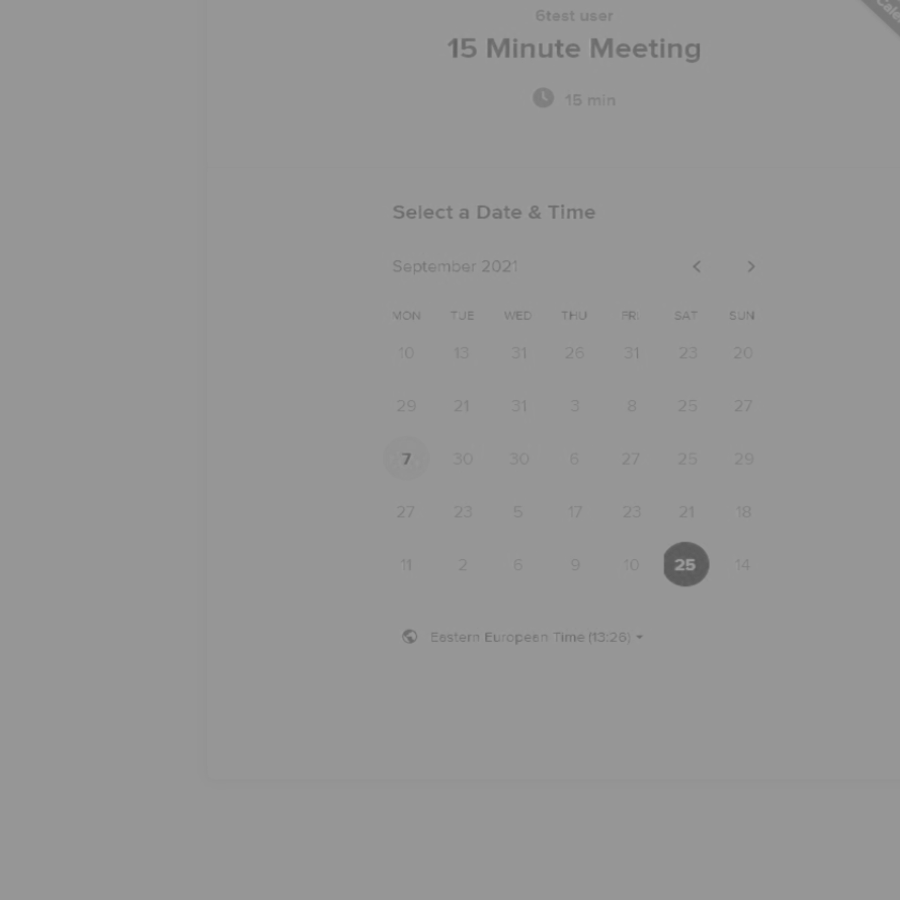 6test user
15 Minute Meeting
15 min
Select a Date & Time
September 2021
MON TUE WED THU FRI SAT SUN
10 13 31 26 31 23 20
29 21 31 3 8 25 27
7 30 30 6 27 25 29
27 23 5 17 23 21 18
11 2 6 9 10 25 14
Eastern European Time (13:26)